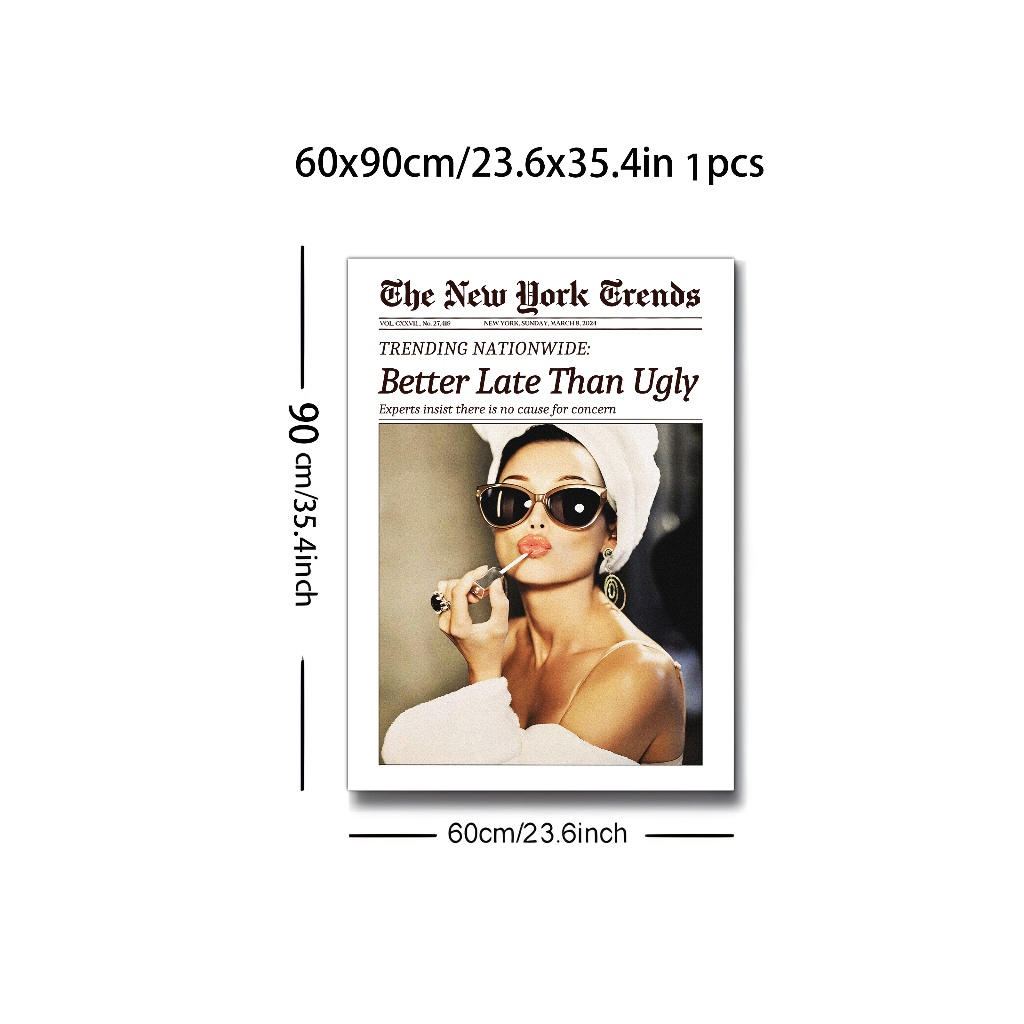 60x90cm/23.6x35.4in 1pcs
The New York Trends
VOL. CXXVII., No. 27,419 NEW YORK, SUNDAY, MARCH 8, 2024
TRENDING NATIONWIDE:
Better Late Than Ugly
Experts insist there is no cause for concern
90 cm/35.4inch
60cm/23.6inch